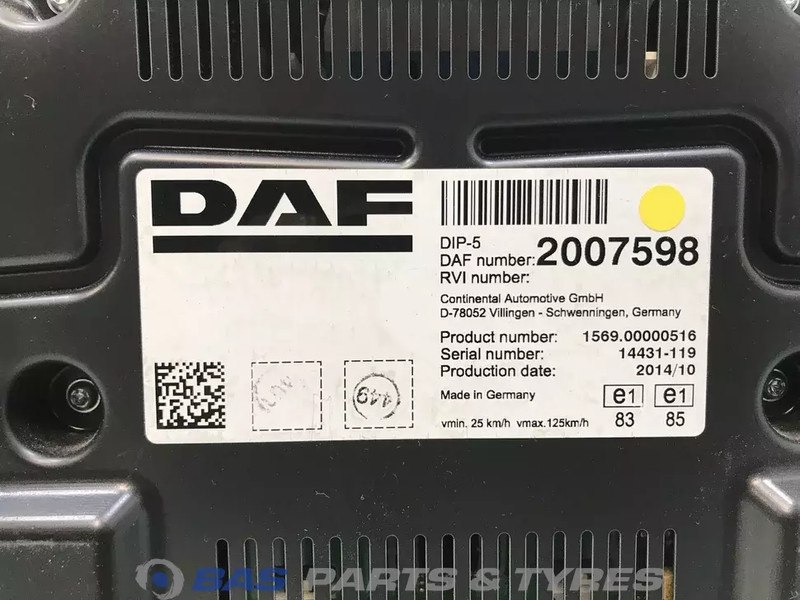 DAF
DIP-5
DAF number: 2007598
RVI number:
Continental Automotive GmbH
D-78052 Villingen - Schwenningen, Germany
Product number: 1569.00000516
Serial number: 14431-119
Production date: 2014/10
Made in Germany
e1 e1
83 85
vmin. 25 km/h vmax.125km/h
449
BAS PARTS & TYRES